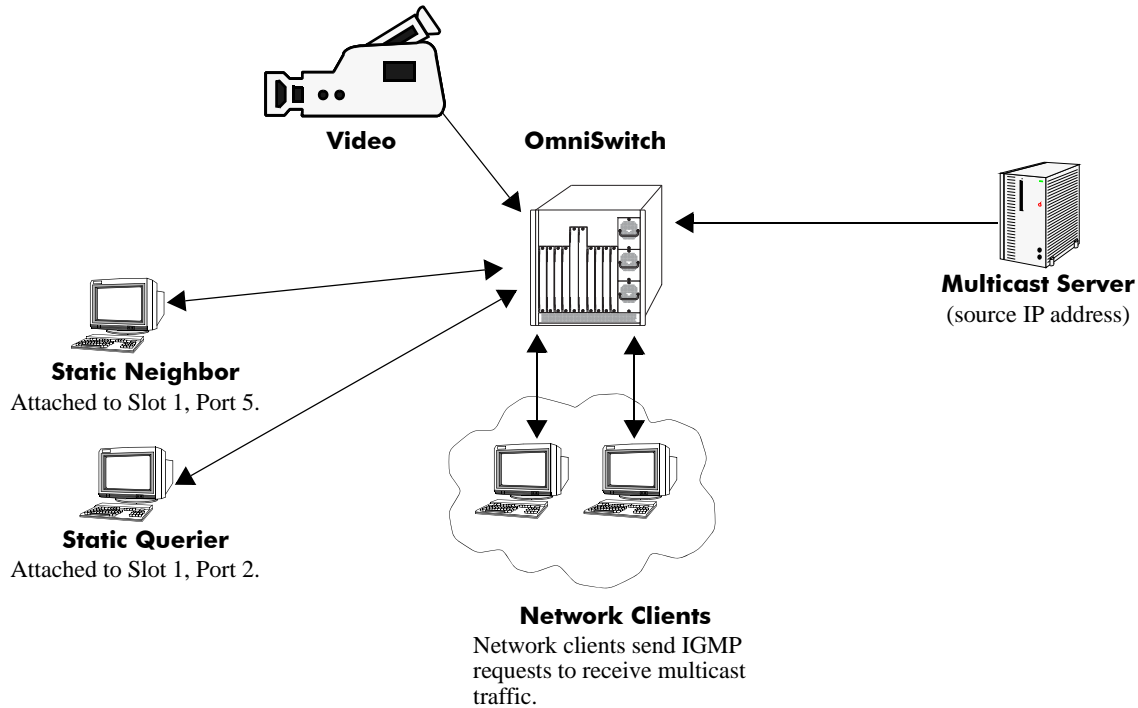 Video
OmniSwitch
Multicast Server
(source IP address)
Static Neighbor
Attached to Slot 1, Port 5.
Static Querier
Attached to Slot 1, Port 2.
Network Clients
Network clients send IGMP
requests to receive multicast
traffic.